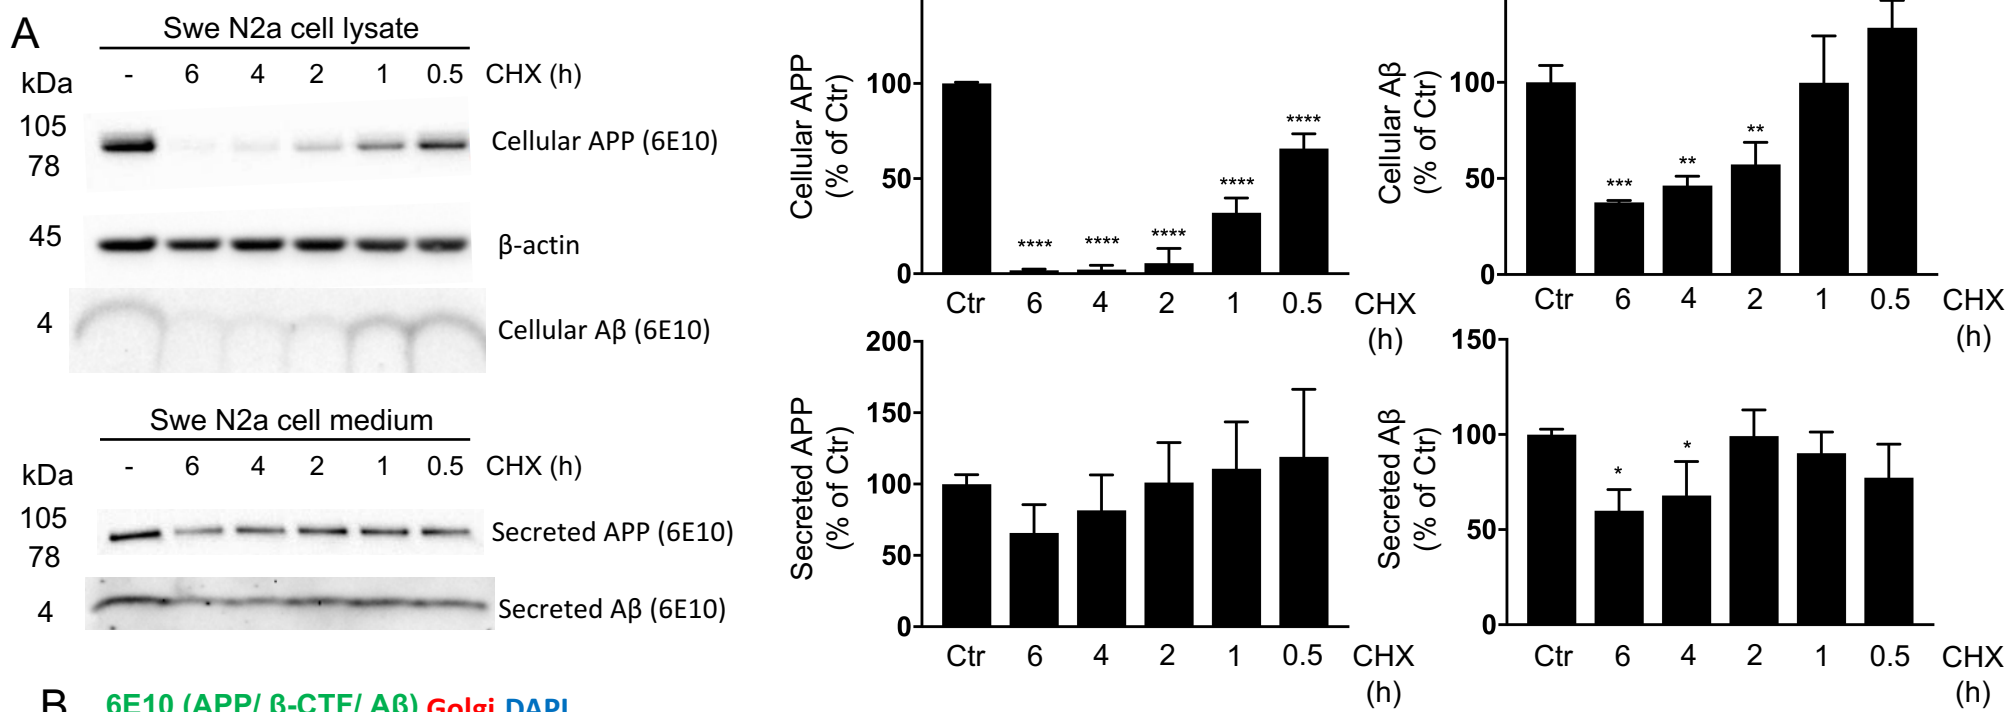 A
Swe N2a cell lysate
kDa
- 6 4 2 1 0.5 CHX (h)
105
78
Cellular APP (6E10)
45
β-actin
4
Cellular Aβ (6E10)
Swe N2a cell medium
kDa
- 6 4 2 1 0.5 CHX (h)
105
78
Secreted APP (6E10)
4
Secreted Aβ (6E10)
Cellular APP
(% of Ctr)
100
50
0
**** **** **** **** ****
Ctr 6 4 2 1 0.5 CHX
(h)
Cellular Aβ
(% of Ctr)
100
50
0
*** ** **
Ctr 6 4 2 1 0.5 CHX
(h)
Secreted APP
(% of Ctr)
200
150
100
50
0
Ctr 6 4 2 1 0.5 CHX
(h)
Secreted Aβ
(% of Ctr)
150
100
50
0
* *
Ctr 6 4 2 1 0.5 CHX
(h)
B
6E10 (APP/ β-CTF/ Aβ) Golgi DAPI